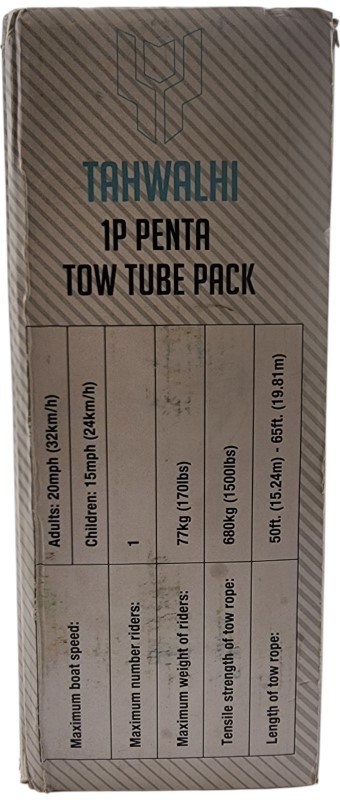 TAHWALHI
1P PENTA
TOW TUBE PACK
Maximum boat speed:
Adults: 20mph (32km/h)
Children: 15mph (24km/h)
Maximum number riders:
1
Maximum weight of riders:
77kg (170lbs)
Tensile strength of tow rope:
680kg (1500lbs)
Length of tow rope:
50ft. (15.24m) - 65ft. (19.81m)